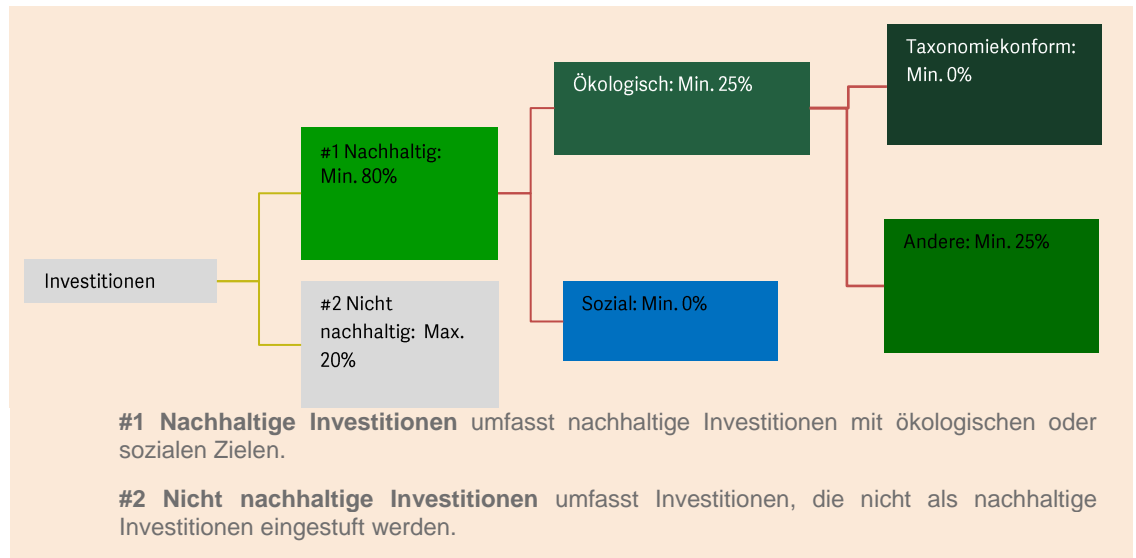 Taxonomiekonform:
Min. 0%
Ökologisch: Min. 25%
#1 Nachhaltig:
Min. 80%
Andere: Min. 25%
Investitionen
#2 Nicht
nachhaltig: Max.
20%
Sozial: Min. 0%
#1 Nachhaltige Investitionen umfasst nachhaltige Investitionen mit ökologischen oder
sozialen Zielen.
#2 Nicht nachhaltige Investitionen umfasst Investitionen, die nicht als nachhaltige
Investitionen eingestuft werden.